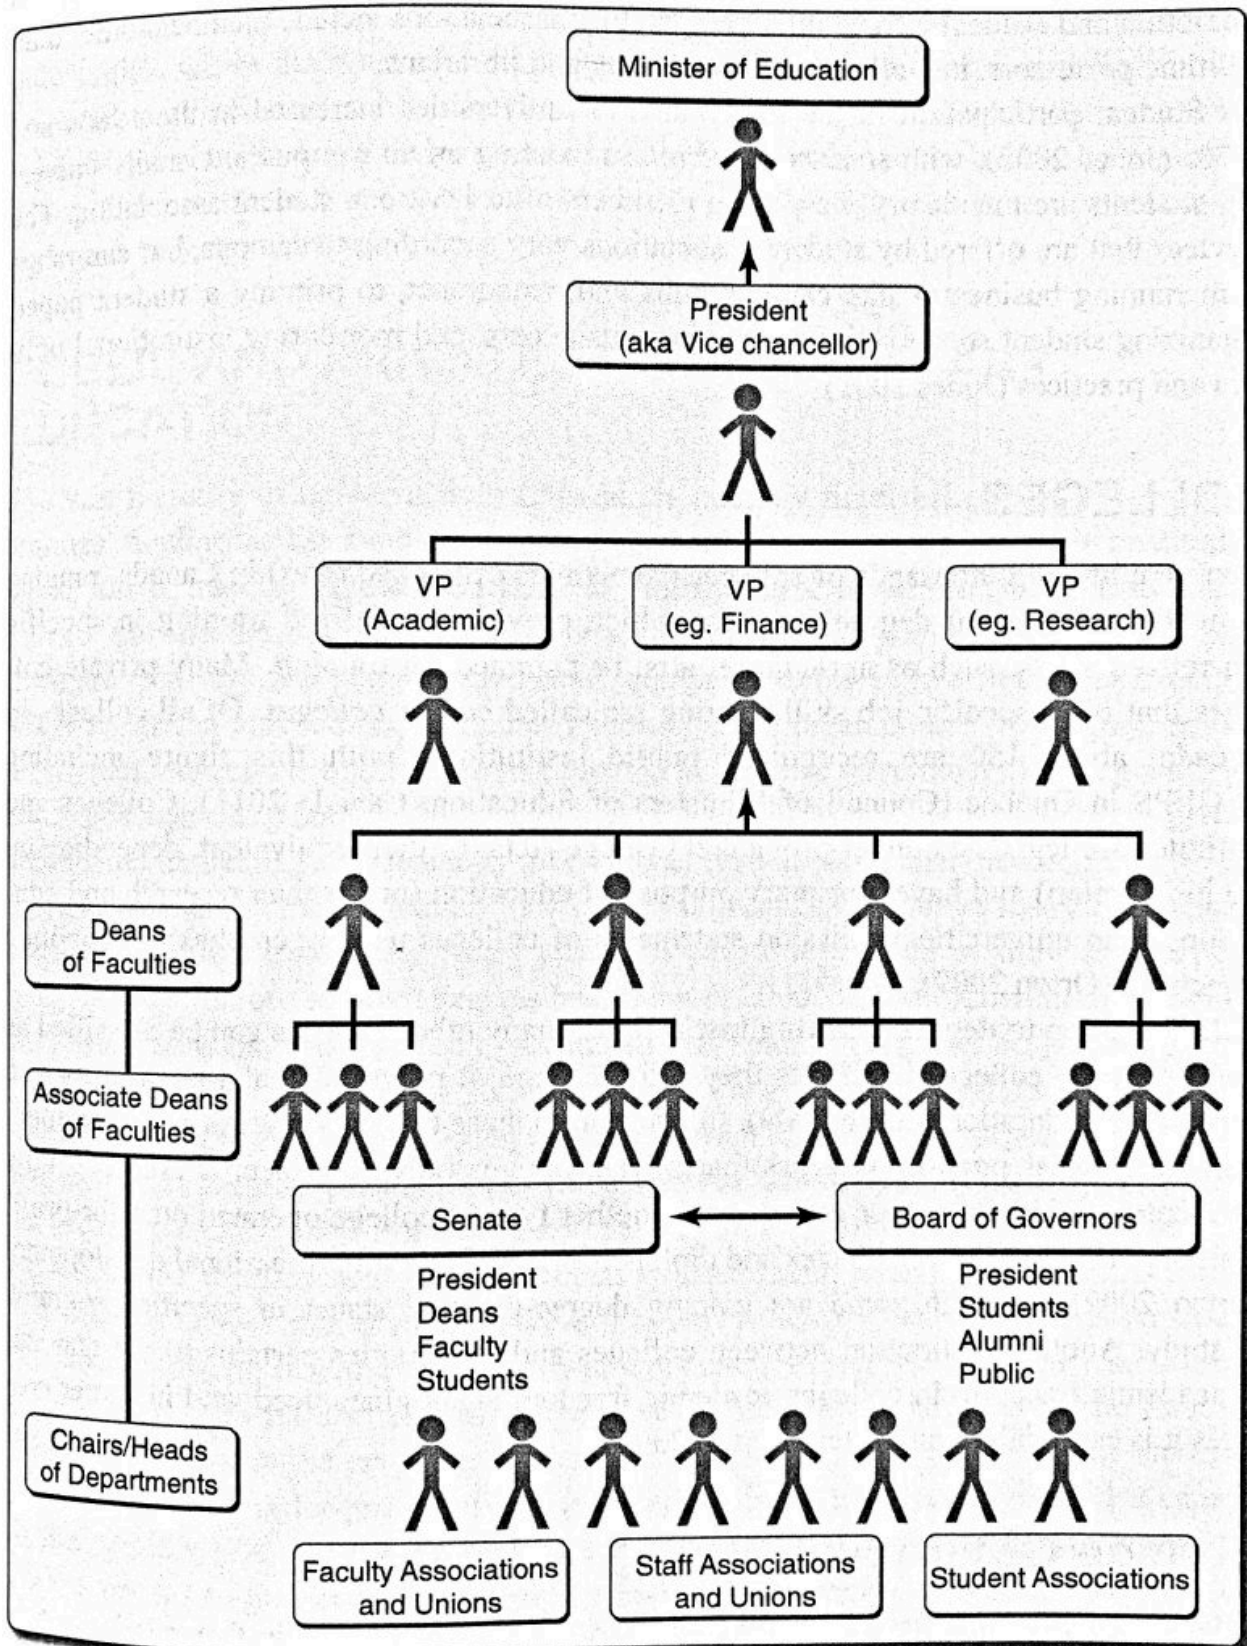 Minister of Education
President
(aka Vice chancellor)
VP
(Academic)
VP
(eg. Finance)
VP
(eg. Research)
Deans
of Faculties
Associate Deans
of Faculties
Senate
Board of Governors
President
Deans
Faculty
Students
President
Students
Alumni
Public
Chairs/Heads
of Departments
Faculty Associations
and Unions
Staff Associations
and Unions
Student Associations